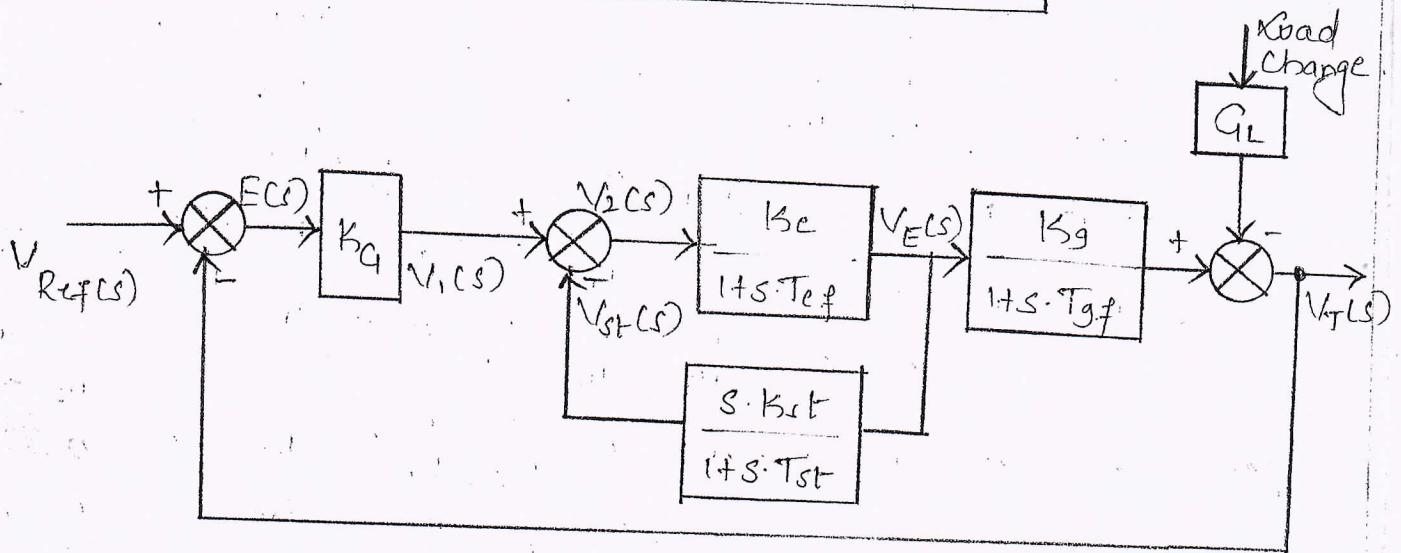 Load
Change
GL
+
E(s)
KG
+
V2(s)
Ke
1+s.Tef
VE(s)
Kg
1+s.Tgf
+
-
VRef(s)
-
V1(s)
-
Vst(s)
VT(s)
s.Kst
1+s.Tst